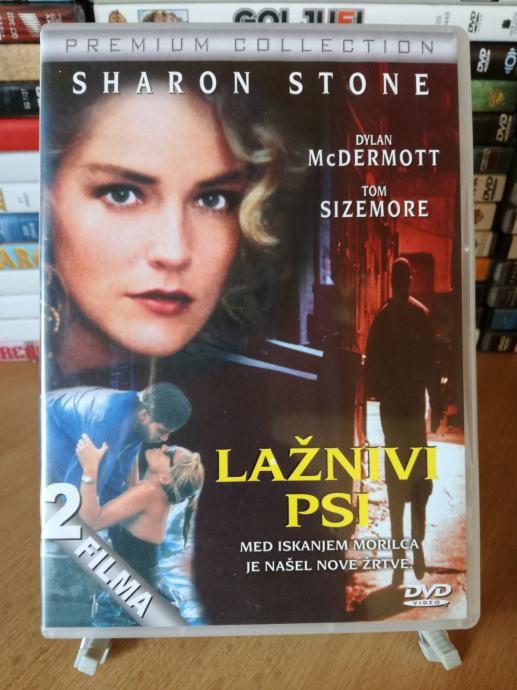 GOLJUFI
PREMIUM COLLECTION
SHARON STONE
DYLAN
McDERMOTT
TOM
SIZEMORE
LAŽNIVI
PSI
MED ISKANJEM MORILCA
JE NAŠEL NOVE ŽRTVE.
2
FILMA
DVD
VIDEO